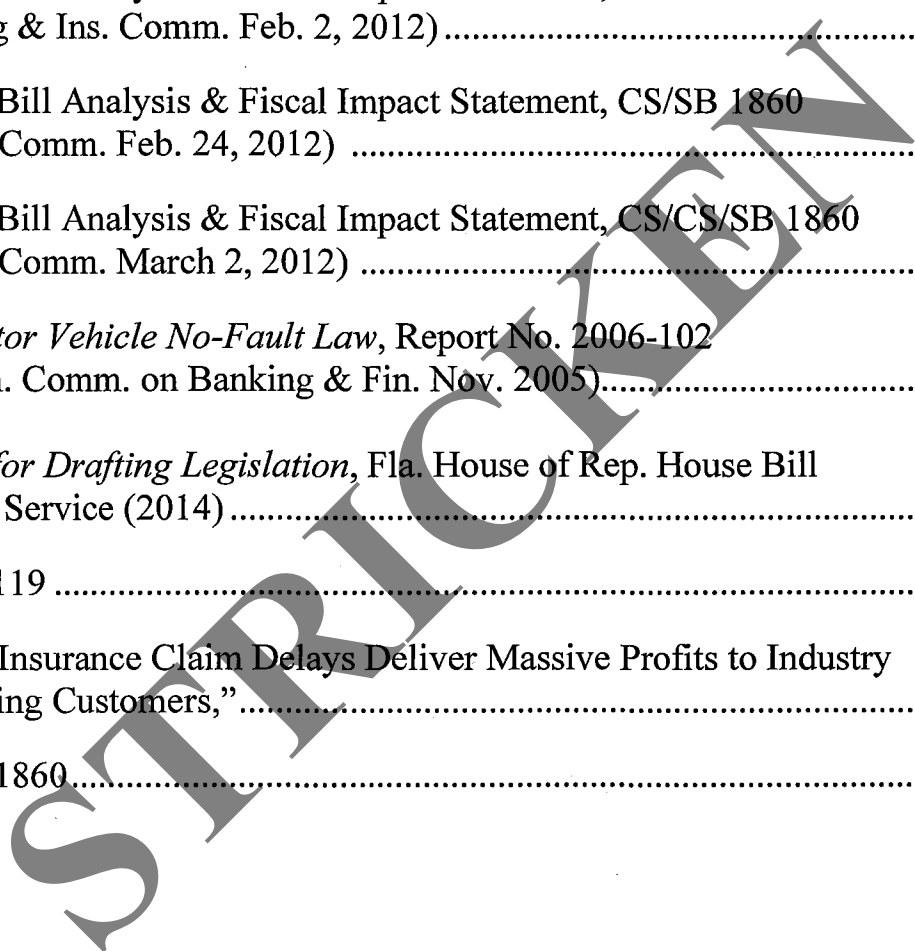 g & Ins. Comm. Feb. 2, 2012)
Bill Analysis & Fiscal Impact Statement, CS/SB 1860
Comm. Feb. 24, 2012)
Bill Analysis & Fiscal Impact Statement, CS/CS/SB 1860
Comm. March 2, 2012)
tor Vehicle No-Fault Law, Report No. 2006-102
. Comm. on Banking & Fin. Nov. 2005)
for Drafting Legislation, Fla. House of Rep. House Bill
Service (2014)
119
Insurance Claim Delays Deliver Massive Profits to Industry
ing Customers,”
1860
STRICKEN